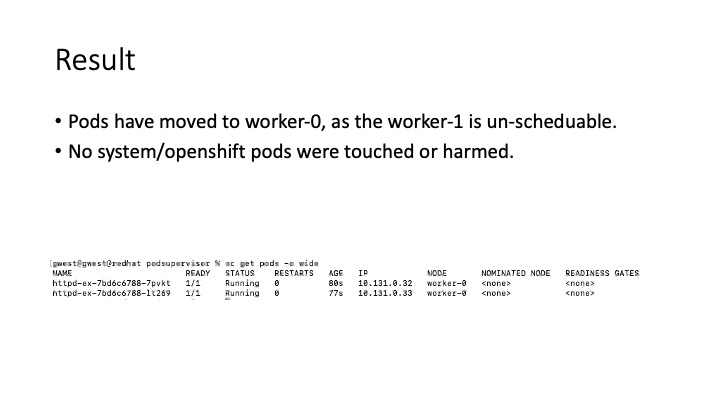 Result
• Pods have moved to worker-0, as the worker-1 is un-scheduable.
• No system/openshift pods were touched or harmed.
[gwest@gwest@redhat podsuperviser % oc get pods -o wide
NAME READY STATUS RESTARTS AGE IP NODE NOMINATED NODE READINESS GATES
httpd-ex-7bd6c6788-7pvkt 1/1 Running 0 80s 10.131.0.32 worker-0 <none> <none>
httpd-ex-7bd6c6788-lt269 1/1 Running 0 77s 10.131.0.33 worker-0 <none> <none>